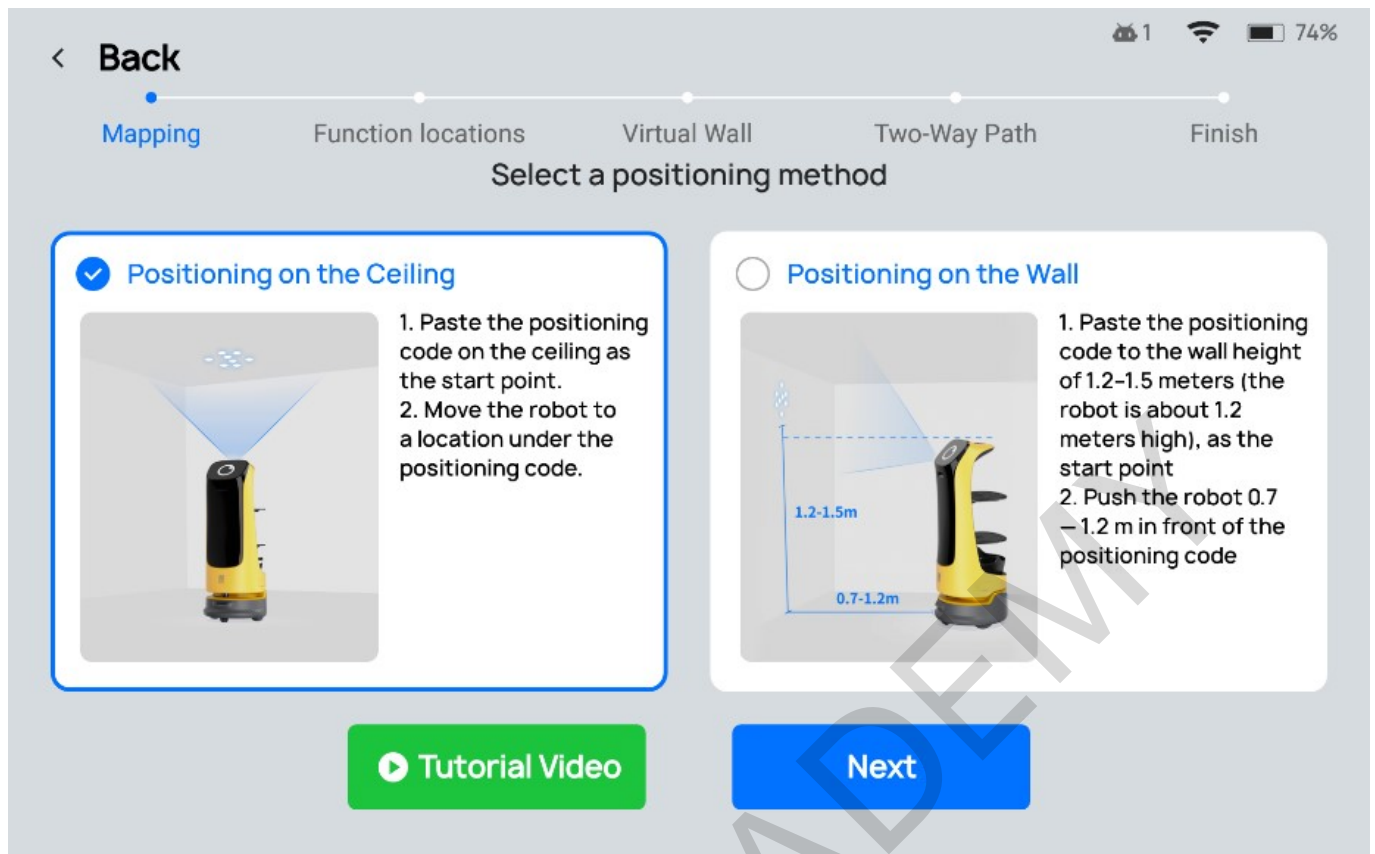 1
74%
< Back
Mapping
Function locations
Virtual Wall
Two-Way Path
Finish
Select a positioning method
Positioning on the Ceiling
1. Paste the positioning
code on the ceiling as
the start point.
2. Move the robot to
a location under the
positioning code.
Positioning on the Wall
1.2-1.5m
0.7-1.2m
1. Paste the positioning
code to the wall height
of 1.2–1.5 meters (the
robot is about 1.2
meters high), as the
start point
2. Push the robot 0.7
– 1.2 m in front of the
positioning code
Tutorial Video
Next
ADEMY